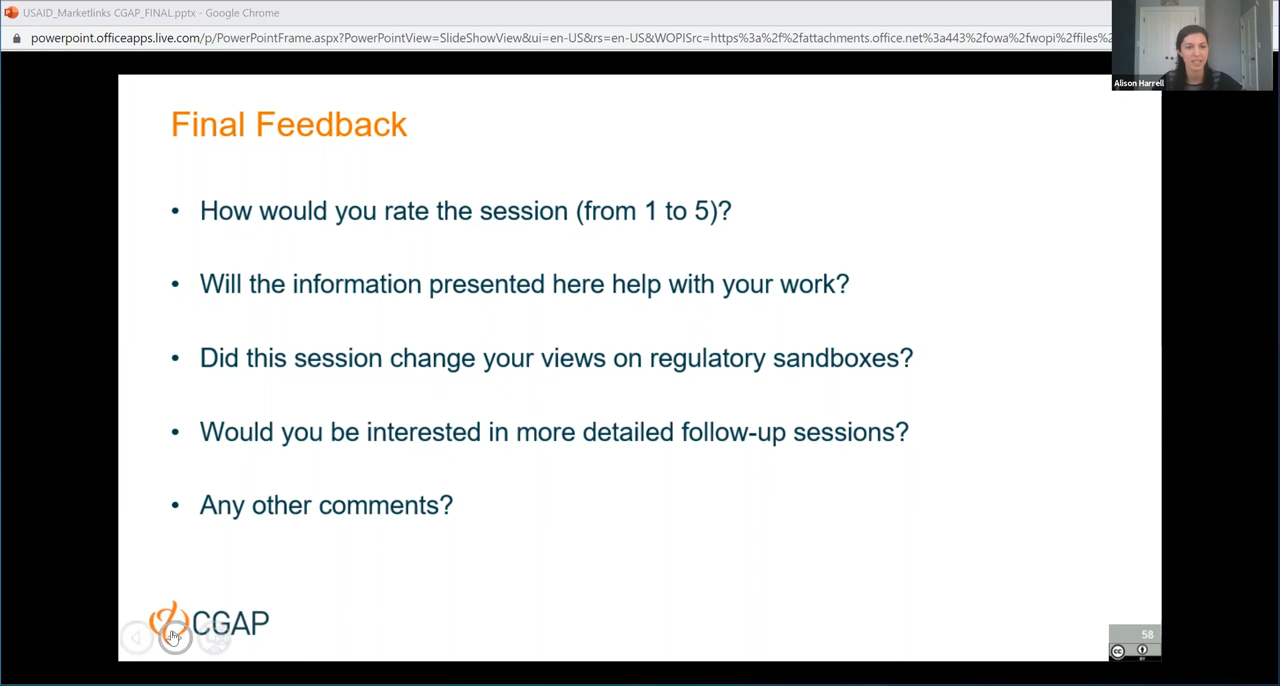 USAID_Marketlinks CGAP_FINAL.pptx - Google Chrome
powerpoint.officeapps.live.com/p/PowerPointFrame.aspx?PowerPointView=SlideShowView&ui=en-US&rs=en-US&WOPISrc=https%3a%2f%2fattachments.office.net%3a443%2fowa%2fwopi%2ffiles%2
Alison Harrell
Final Feedback
• How would you rate the session (from 1 to 5)?
• Will the information presented here help with your work?
• Did this session change your views on regulatory sandboxes?
• Would you be interested in more detailed follow-up sessions?
• Any other comments?
CGAP
58
cc
BY